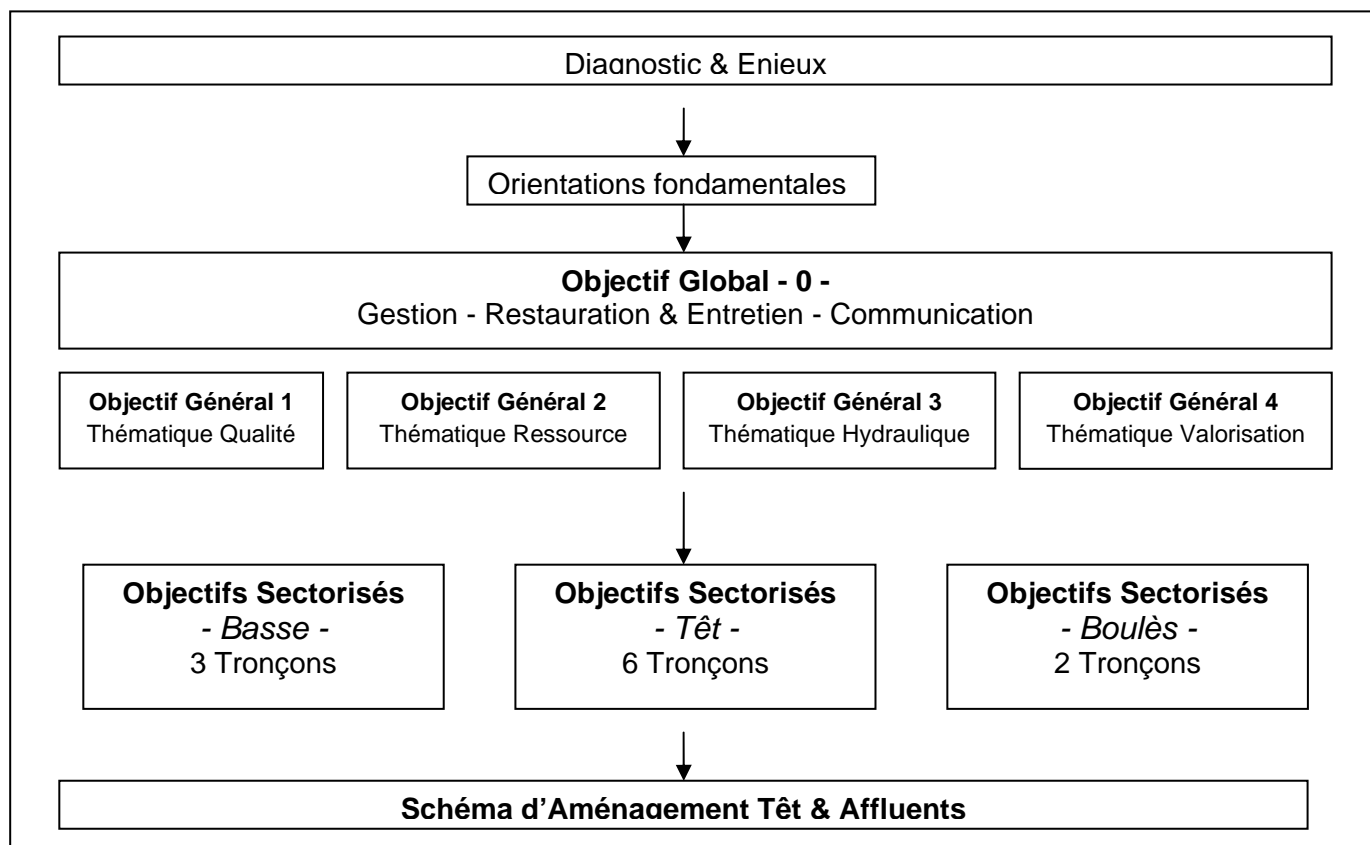 Diagnostic & Enjeux
Orientations fondamentales
Objectif Global - 0 -
Gestion - Restauration & Entretien - Communication
Objectif Général 1
Thématique Qualité
Objectif Général 2
Thématique Ressource
Objectif Général 3
Thématique Hydraulique
Objectif Général 4
Thématique Valorisation
Objectifs Sectorisés
- Basse -
3 Tronçons
Objectifs Sectorisés
- Têt -
6 Tronçons
Objectifs Sectorisés
- Boulès -
2 Tronçons
Schéma d’Aménagement Têt & Affluents